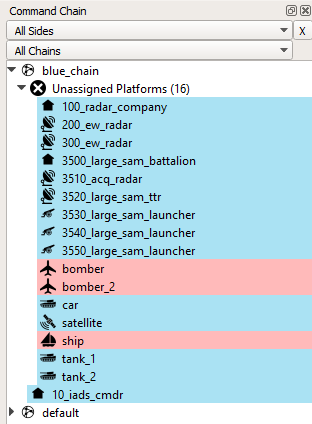 Command Chain
All Sides
X
All Chains
blue_chain
Unassigned Platforms (16)
100_radar_company
200_ew_radar
300_ew_radar
3500_large_sam_battalion
3510_acq_radar
3520_large_sam_ttr
3530_large_sam_launcher
3540_large_sam_launcher
3550_large_sam_launcher
bomber
bomber_2
car
satellite
ship
tank_1
tank_2
10_iads_cmdr
default